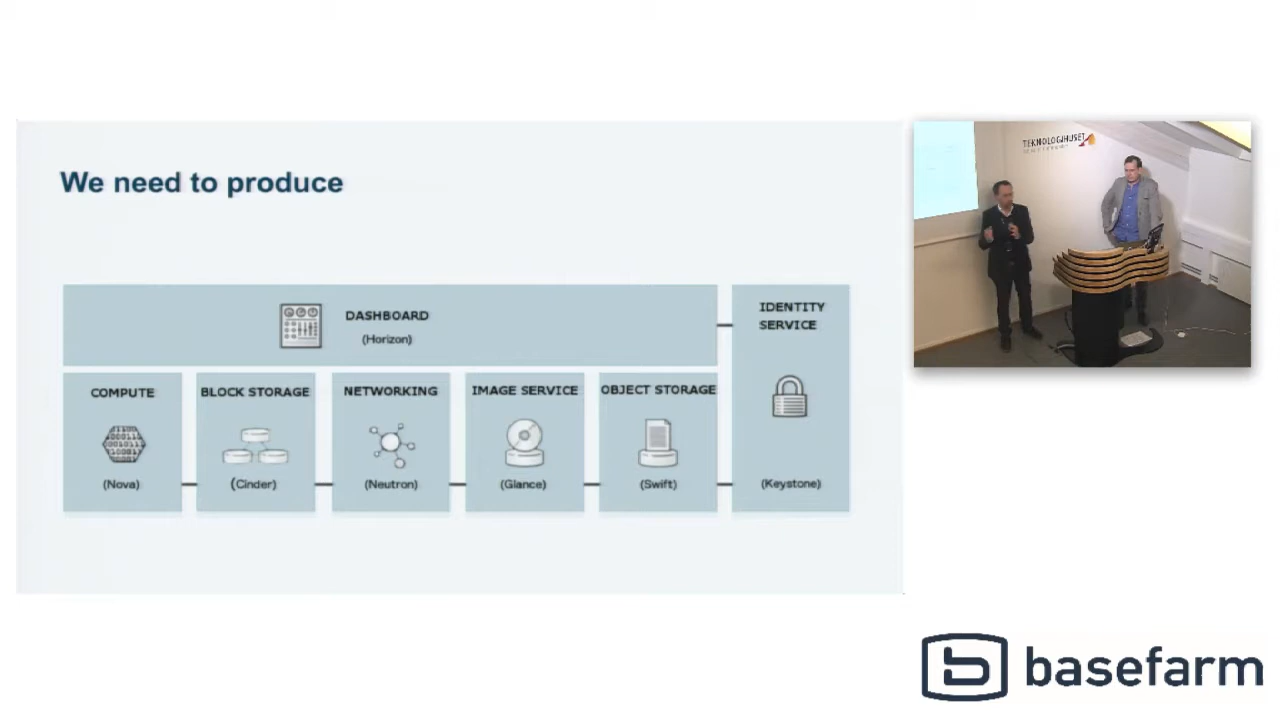 We need to produce
DASHBOARD
(Horizon)
IDENTITY
SERVICE
COMPUTE
BLOCK STORAGE
NETWORKING
IMAGE SERVICE
OBJECT STORAGE
(Nova)
(Cinder)
(Neutron)
(Glance)
(Swift)
(Keystone)
TEKNOLOGIHUSET
basefarm